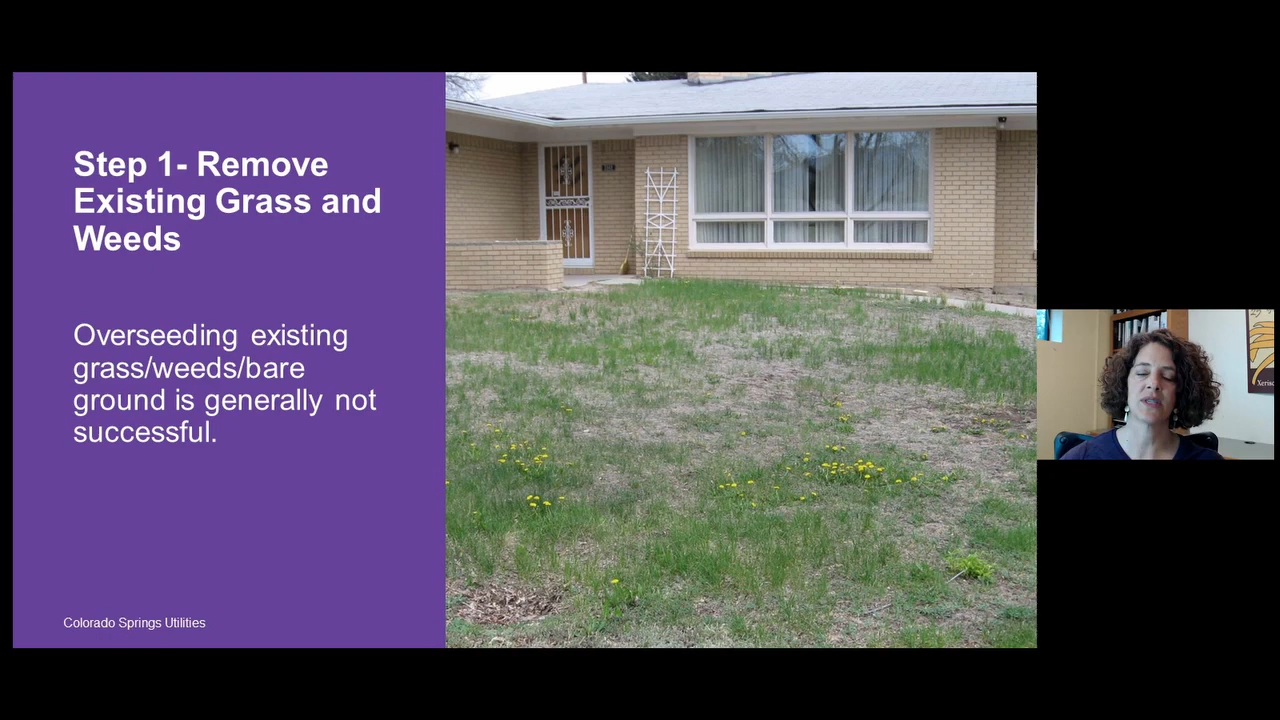 Step 1- Remove
Existing Grass and
Weeds
Overseeding existing
grass/weeds/bare
ground is generally not
successful.
Colorado Springs Utilities